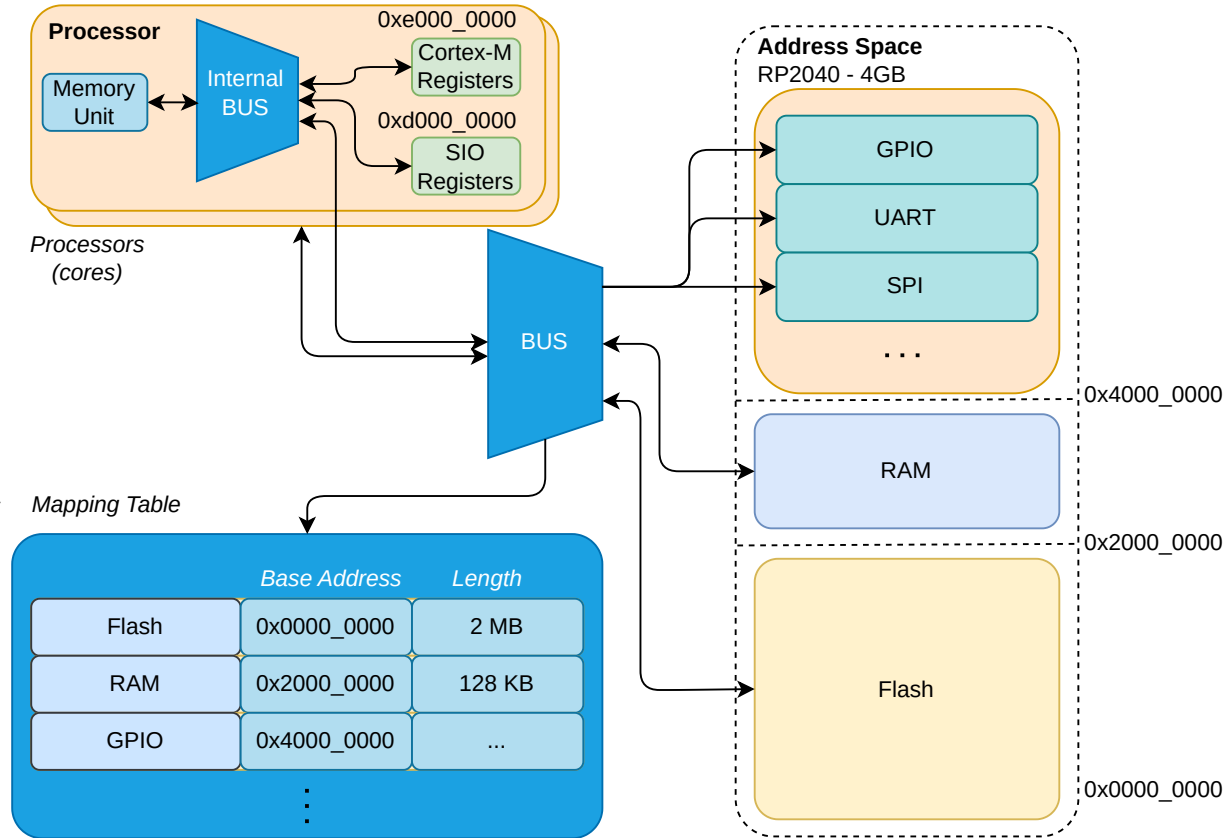 Processor
Memory
Unit
Internal
BUS
0xe000_0000
Cortex-M
Registers
0xd000_0000
SIO
Registers
Processors
(cores)
BUS
Address Space
RP2040 - 4GB
GPIO
UART
SPI
. . .
0x4000_0000
RAM
0x2000_0000
Flash
0x0000_0000
Mapping Table
Base Address Length
Flash 0x0000_0000 2 MB
RAM 0x2000_0000 128 KB
GPIO 0x4000_0000 ...
. . .